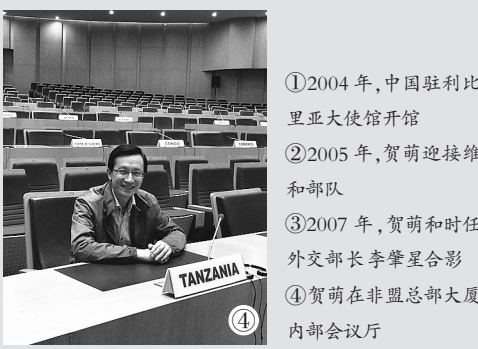 CÔTE D'IVOIRE
CONGO
COMOROS
TANZANIA
④
①2004 年,中国驻利比
里亚大使馆开馆
②2005 年,贺萌迎接维
和部队
③2007 年,贺萌和时任
外交部长李肇星合影
④贺萌在非盟总部大厦
内部会议厅